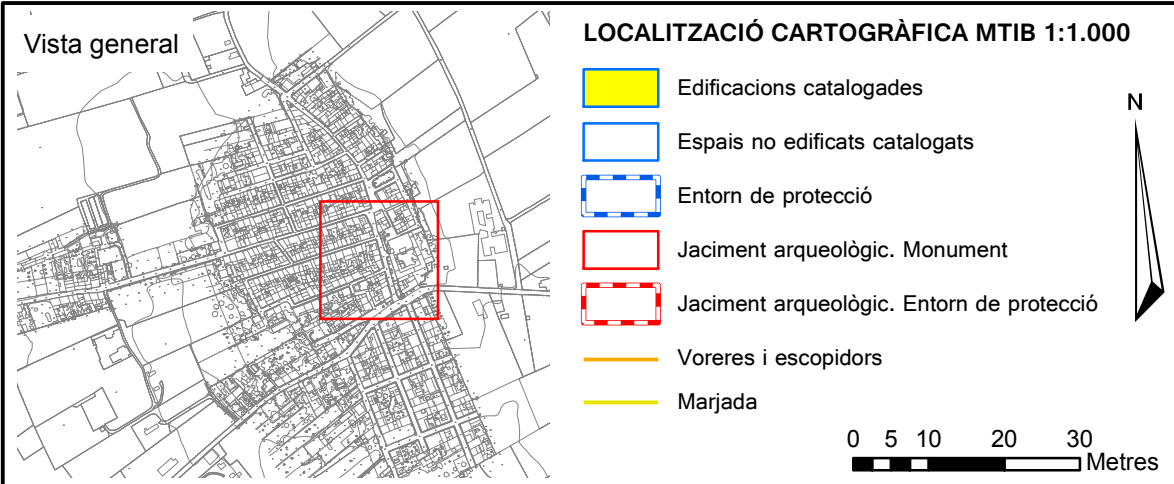 Vista general
LOCALITZACIÓ CARTOGRÀFICA MTIB 1:1.000
Edificacions catalogades
Espais no edificats catalogats
Entorn de protecció
Jaciment arqueològic. Monument
Jaciment arqueològic. Entorn de protecció
Voreres i escopidors
Marjada
N
0 5 10 20 30
Metres